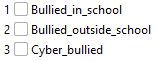 1 Bullied_in_school
2 Bullied_outside_school
3 Cyber_bullied